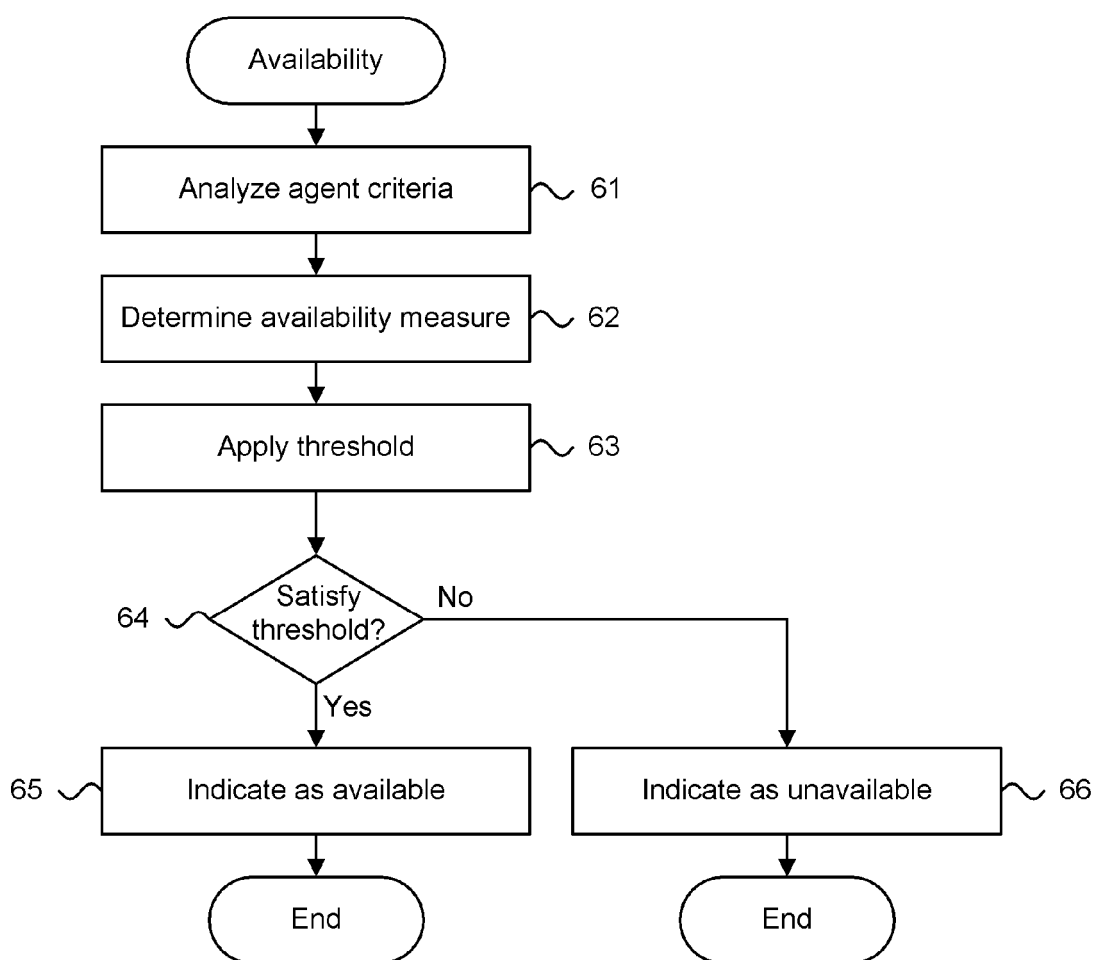 Availability
Analyze agent criteria
61
Determine availability measure
62
Apply threshold
63
64
Satisfy
threshold?
No
Yes
65
Indicate as available
Indicate as unavailable
66
End
End